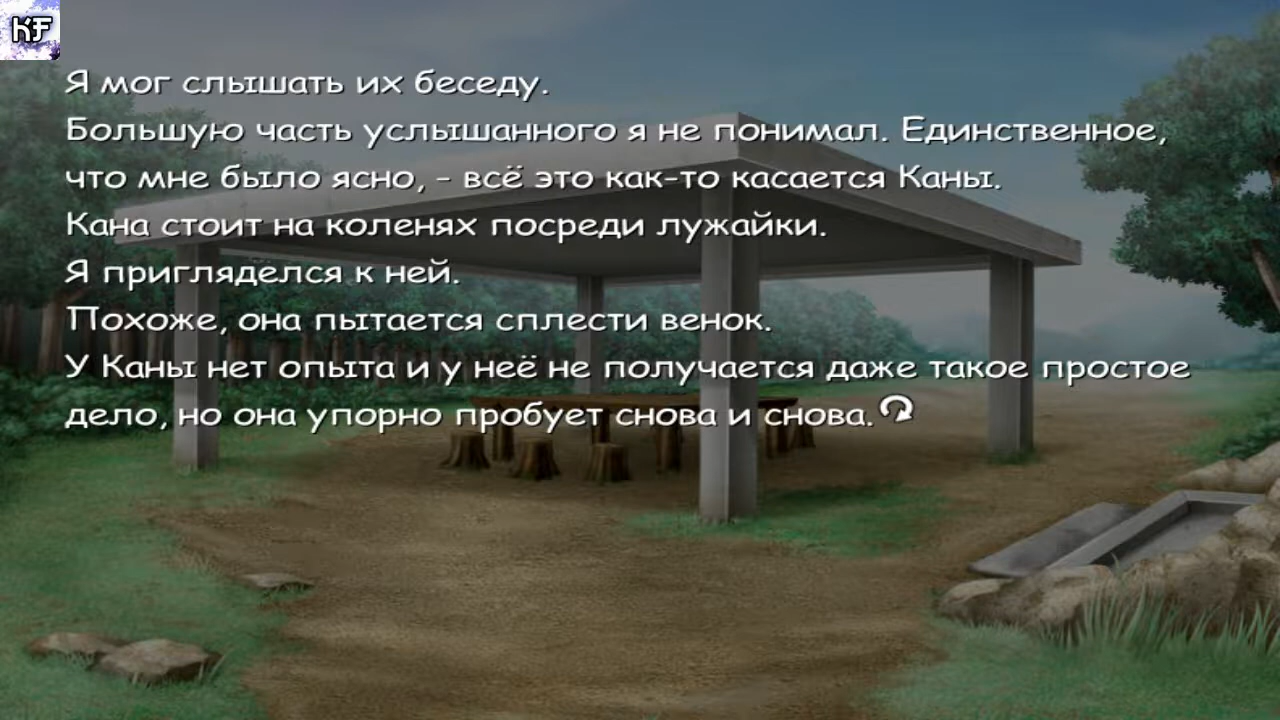 KF
Я мог слышать их беседу.
Большую часть услышанного я не понимал. Единственное,
что мне было ясно, - всё это как-то касается Каны.
Кана стоит на коленях посреди лужайки.
Я пригляделся к ней.
Похоже, она пытается сплести венок.
У Каны нет опыта и у неё не получается даже такое простое
дело, но она упорно пробует снова и снова.